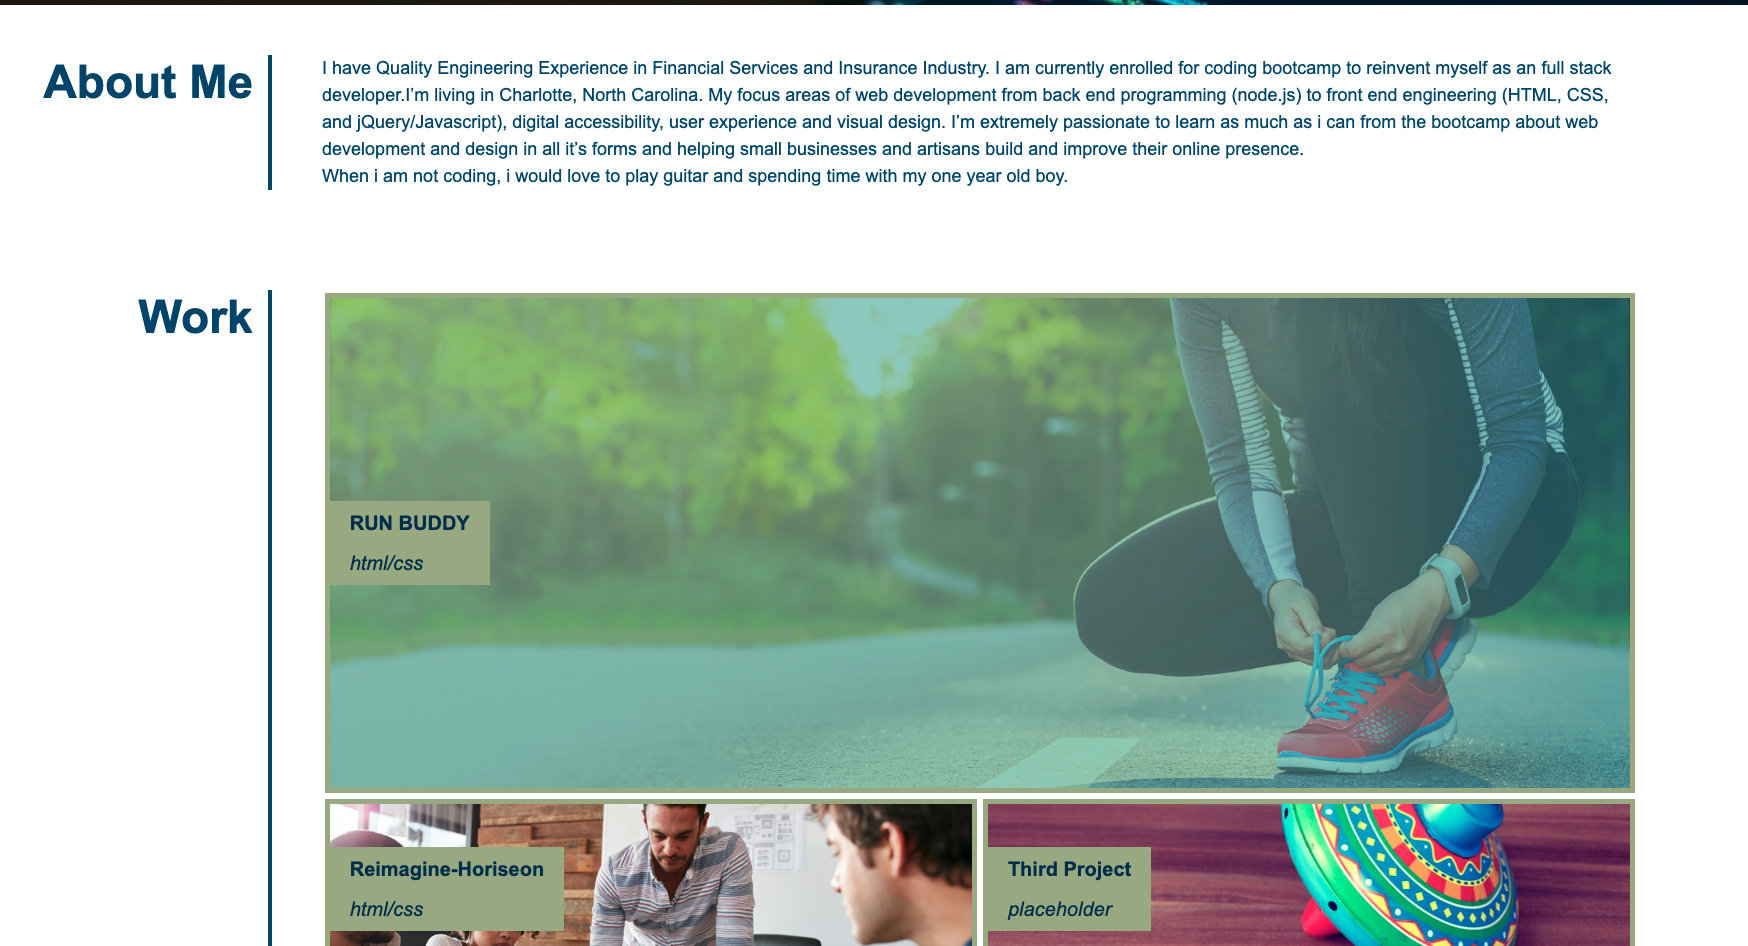 About Me
I have Quality Engineering Experience in Financial Services and Insurance Industry. I am currently enrolled for coding bootcamp to reinvent myself as an full stack
developer.I’m living in Charlotte, North Carolina. My focus areas of web development from back end programming (node.js) to front end engineering (HTML, CSS,
and jQuery/Javascript), digital accessibility, user experience and visual design. I’m extremely passionate to learn as much as i can from the bootcamp about web
development and design in all it’s forms and helping small businesses and artisans build and improve their online presence.
When i am not coding, i would love to play guitar and spending time with my one year old boy.
Work
RUN BUDDY
html/css
Reimagine-Horiseon
html/css
Third Project
placeholder